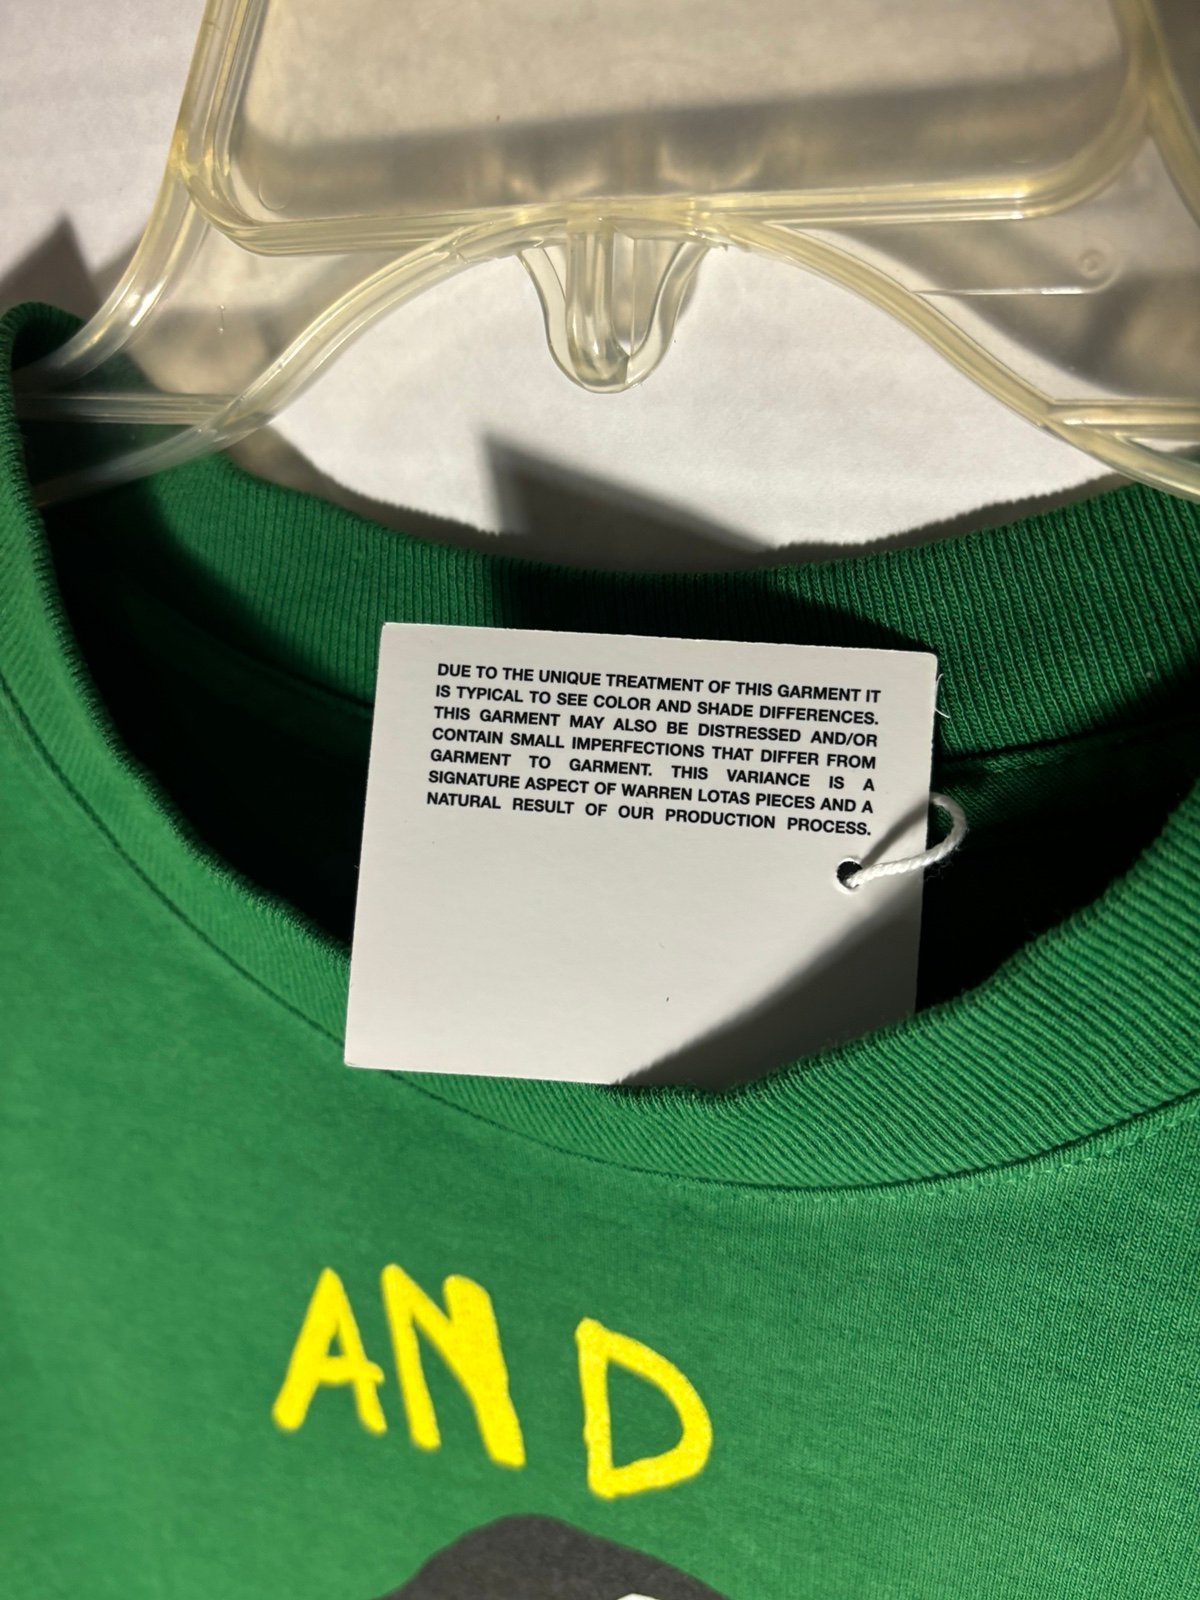 DUE TO THE UNIQUE TREATMENT OF THIS GARMENT IT
IS TYPICAL TO SEE COLOR AND SHADE DIFFERENCES.
THIS GARMENT MAY ALSO BE DISTRESSED AND/OR
CONTAIN SMALL IMPERFECTIONS THAT DIFFER FROM
GARMENT TO GARMENT. THIS VARIANCE IS A
SIGNATURE ASPECT OF WARREN LOTAS PIECES AND A
NATURAL RESULT OF OUR PRODUCTION PROCESS.
AND